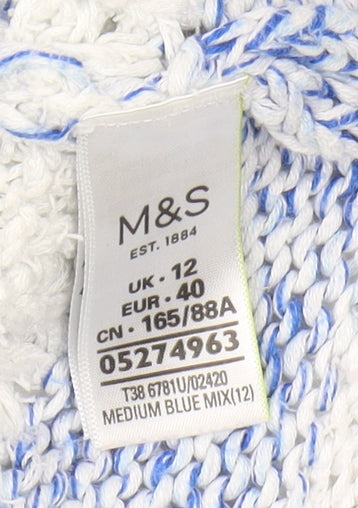 M&S
EST. 1884
UK · 12
EUR · 40
CN · 165/88A
05274963
T38 6781U/02420
MEDIUM BLUE MIX(12)